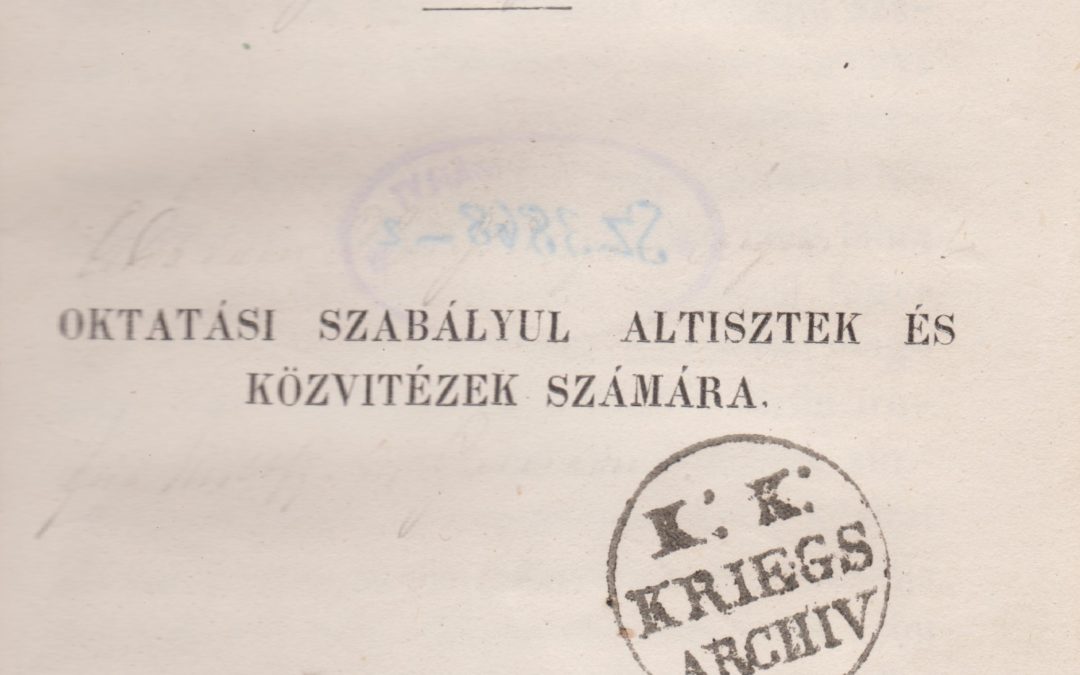 OKTATÁSI SZABÁLYUL ALTISZTEK ÉS
KÖZVITÉZEK SZÁMÁRA.
K. K.
KRIEGS
ARCHIV